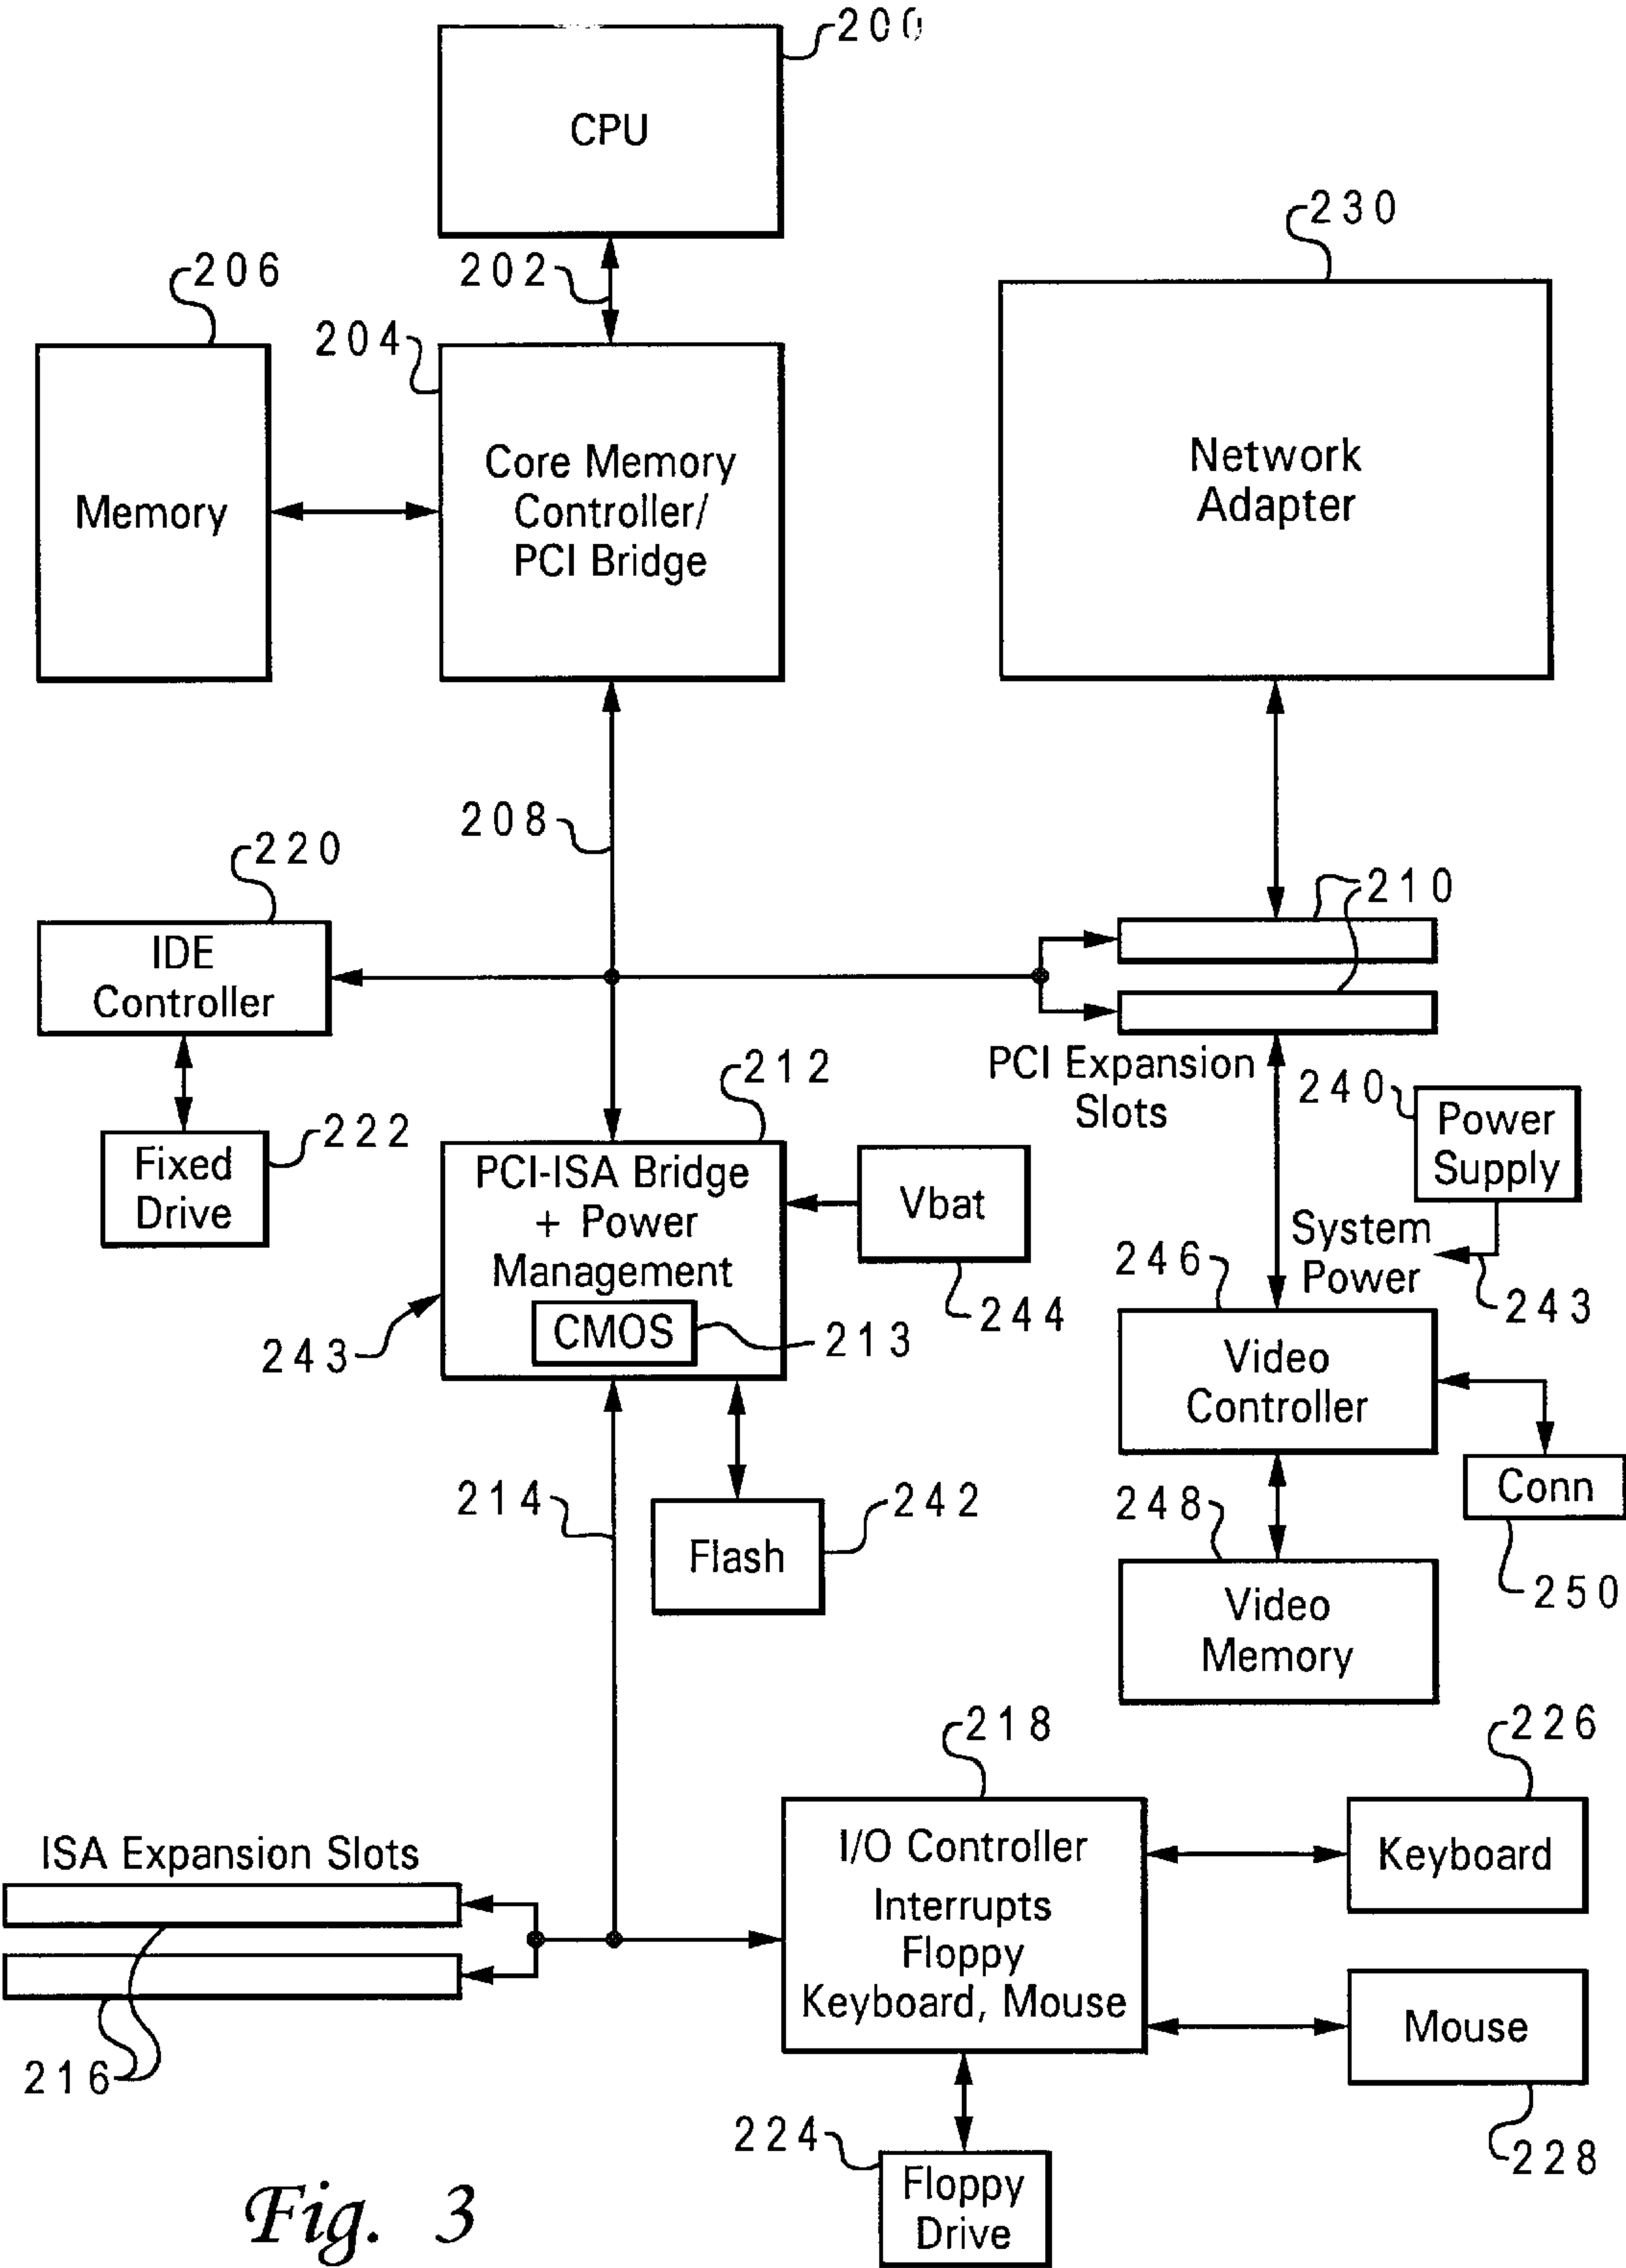 200
CPU
230
202
206
204
Network
Adapter
Core Memory
Controller/
PCI Bridge
Memory
208
220
210
IDE
Controller
PCI Expansion
Slots
212
240
Power
Supply
222
Fixed
Drive
PCI-ISA Bridge
+ Power
Management
Vbat
System
Power
246
243
244
CMOS
213
243
Video
Controller
214
242
248
Conn
Flash
250
Video
Memory
218
226
ISA Expansion Slots
I/O Controller
Interrupts
Floppy
Keyboard, Mouse
Keyboard
Mouse
216
224
228
Floppy
Drive
Fig. 3